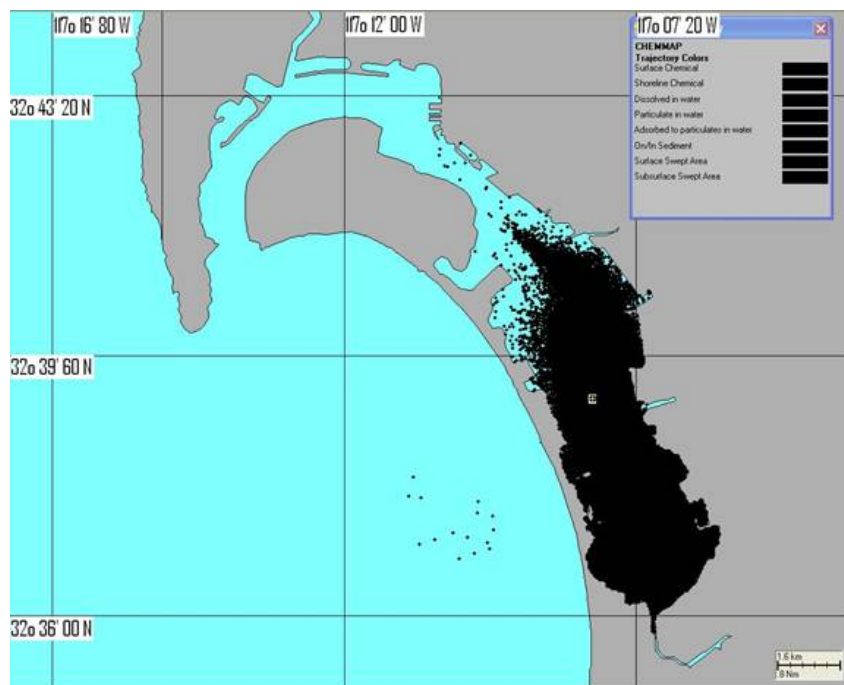 117o 16' 80 W
117o 12' 00 W
117o 07' 20 W
CHEMMAP
Trajectory Colors
Surface Chemical
Shoreline Chemical
Dissolved in water
Particulate in water
Adsorbed to particulates in water
On/In Sediment
Surface Swept Area
Subsurface Swept Area
32o 43' 20 N
32o 39' 60 N
32o 36' 00 N
1.6 km
.8 Nm